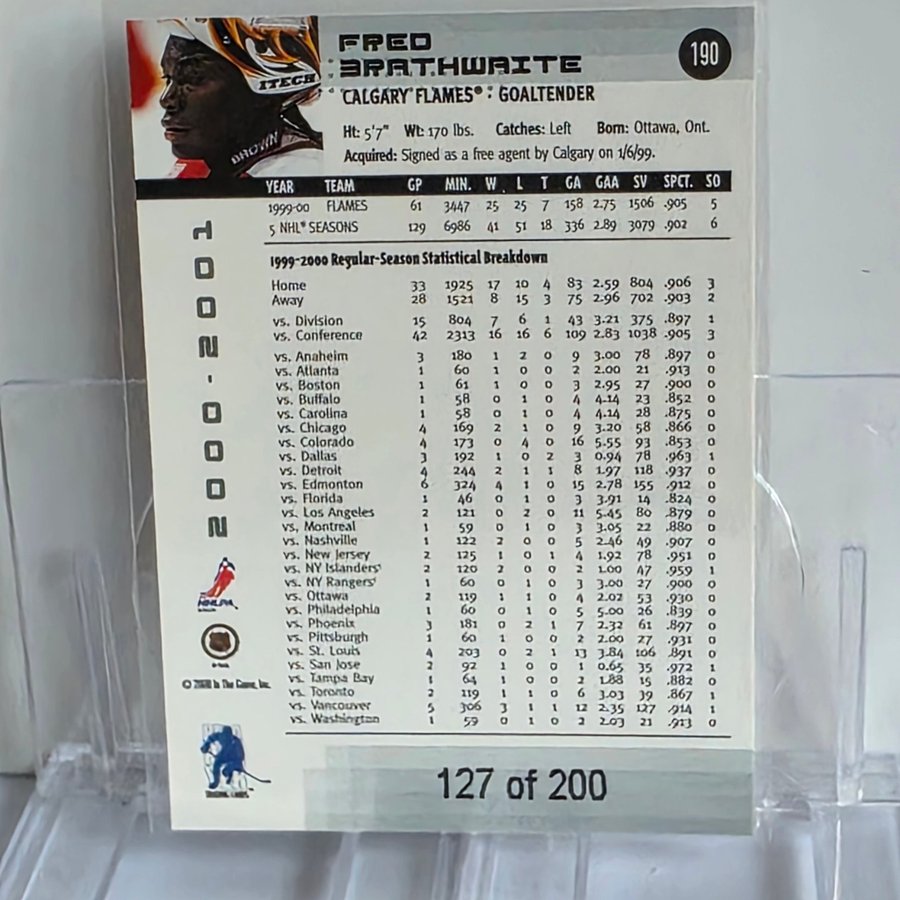 FRED
BRATHWAITE
190
ITECH
BROWN
CALGARY FLAMES® : GOALTENDER
Ht: 5'7" Wt: 170 lbs. Catches: Left Born: Ottawa, Ont.
Acquired: Signed as a free agent by Calgary on 1/6/99.
YEAR TEAM GP MIN. W L T GA GAA SV SPCT. SO
1999-00 FLAMES 61 3447 25 25 7 158 2.75 1506 .905 5
5 NHL® SEASONS 129 6986 41 51 18 336 2.89 3079 .902 6
1999-2000 Regular-Season Statistical Breakdown
Home 33 1925 17 10 4 83 2.59 804 .906 3
Away 28 1521 8 15 3 75 2.96 702 .903 2
vs. Division 15 804 7 6 1 43 3.21 375 .897 1
vs. Conference 42 2313 16 16 6 109 2.83 1038 .905 3
vs. Anaheim 3 180 1 2 0 9 3.00 78 .897 0
vs. Atlanta 1 60 1 0 0 2 2.00 21 .913 0
vs. Boston 1 61 1 0 0 3 2.95 27 .900 0
vs. Buffalo 1 58 0 1 0 4 4.14 23 .852 0
vs. Carolina 1 58 0 1 0 4 4.14 28 .875 0
vs. Chicago 4 169 2 1 0 9 3.20 58 .866 0
vs. Colorado 4 173 0 4 0 16 5.55 93 .853 0
vs. Dallas 3 192 1 0 2 3 0.94 78 .963 1
vs. Detroit 4 244 2 1 1 8 1.97 118 .937 0
vs. Edmonton 6 324 4 1 0 15 2.78 155 .912 0
vs. Florida 1 46 0 1 0 3 3.91 14 .824 0
vs. Los Angeles 2 121 0 2 0 11 5.45 80 .879 0
vs. Montreal 1 59 0 1 0 3 3.05 22 .880 0
vs. Nashville 1 122 2 0 0 5 2.46 49 .907 0
vs. New Jersey 2 125 1 0 1 4 1.92 78 .951 0
vs. NY Islanders' 2 120 2 0 0 2 1.00 47 .959 1
vs. NY Rangers' 1 60 0 1 0 3 3.00 27 .900 0
vs. Ottawa 2 119 1 1 0 4 2.02 53 .930 0
vs. Philadelphia 1 60 0 1 0 5 5.00 26 .839 0
vs. Phoenix 3 181 0 2 1 7 2.32 61 .897 0
vs. Pittsburgh 1 60 1 0 0 2 2.00 27 .931 0
vs. St. Louis 4 203 0 2 1 13 3.84 106 .891 0
vs. San Jose 2 92 1 0 0 1 0.65 35 .972 1
vs. Tampa Bay 1 64 1 0 0 2 1.88 15 .882 0
vs. Toronto 2 119 1 1 0 6 3.03 39 .867 1
vs. Vancouver 5 306 3 1 1 12 2.35 127 .914 1
vs. Washington 1 59 0 1 0 2 2.03 21 .913 0
2000-2001
NHLPA
© 2000 In The Game, Inc.
127 of 200